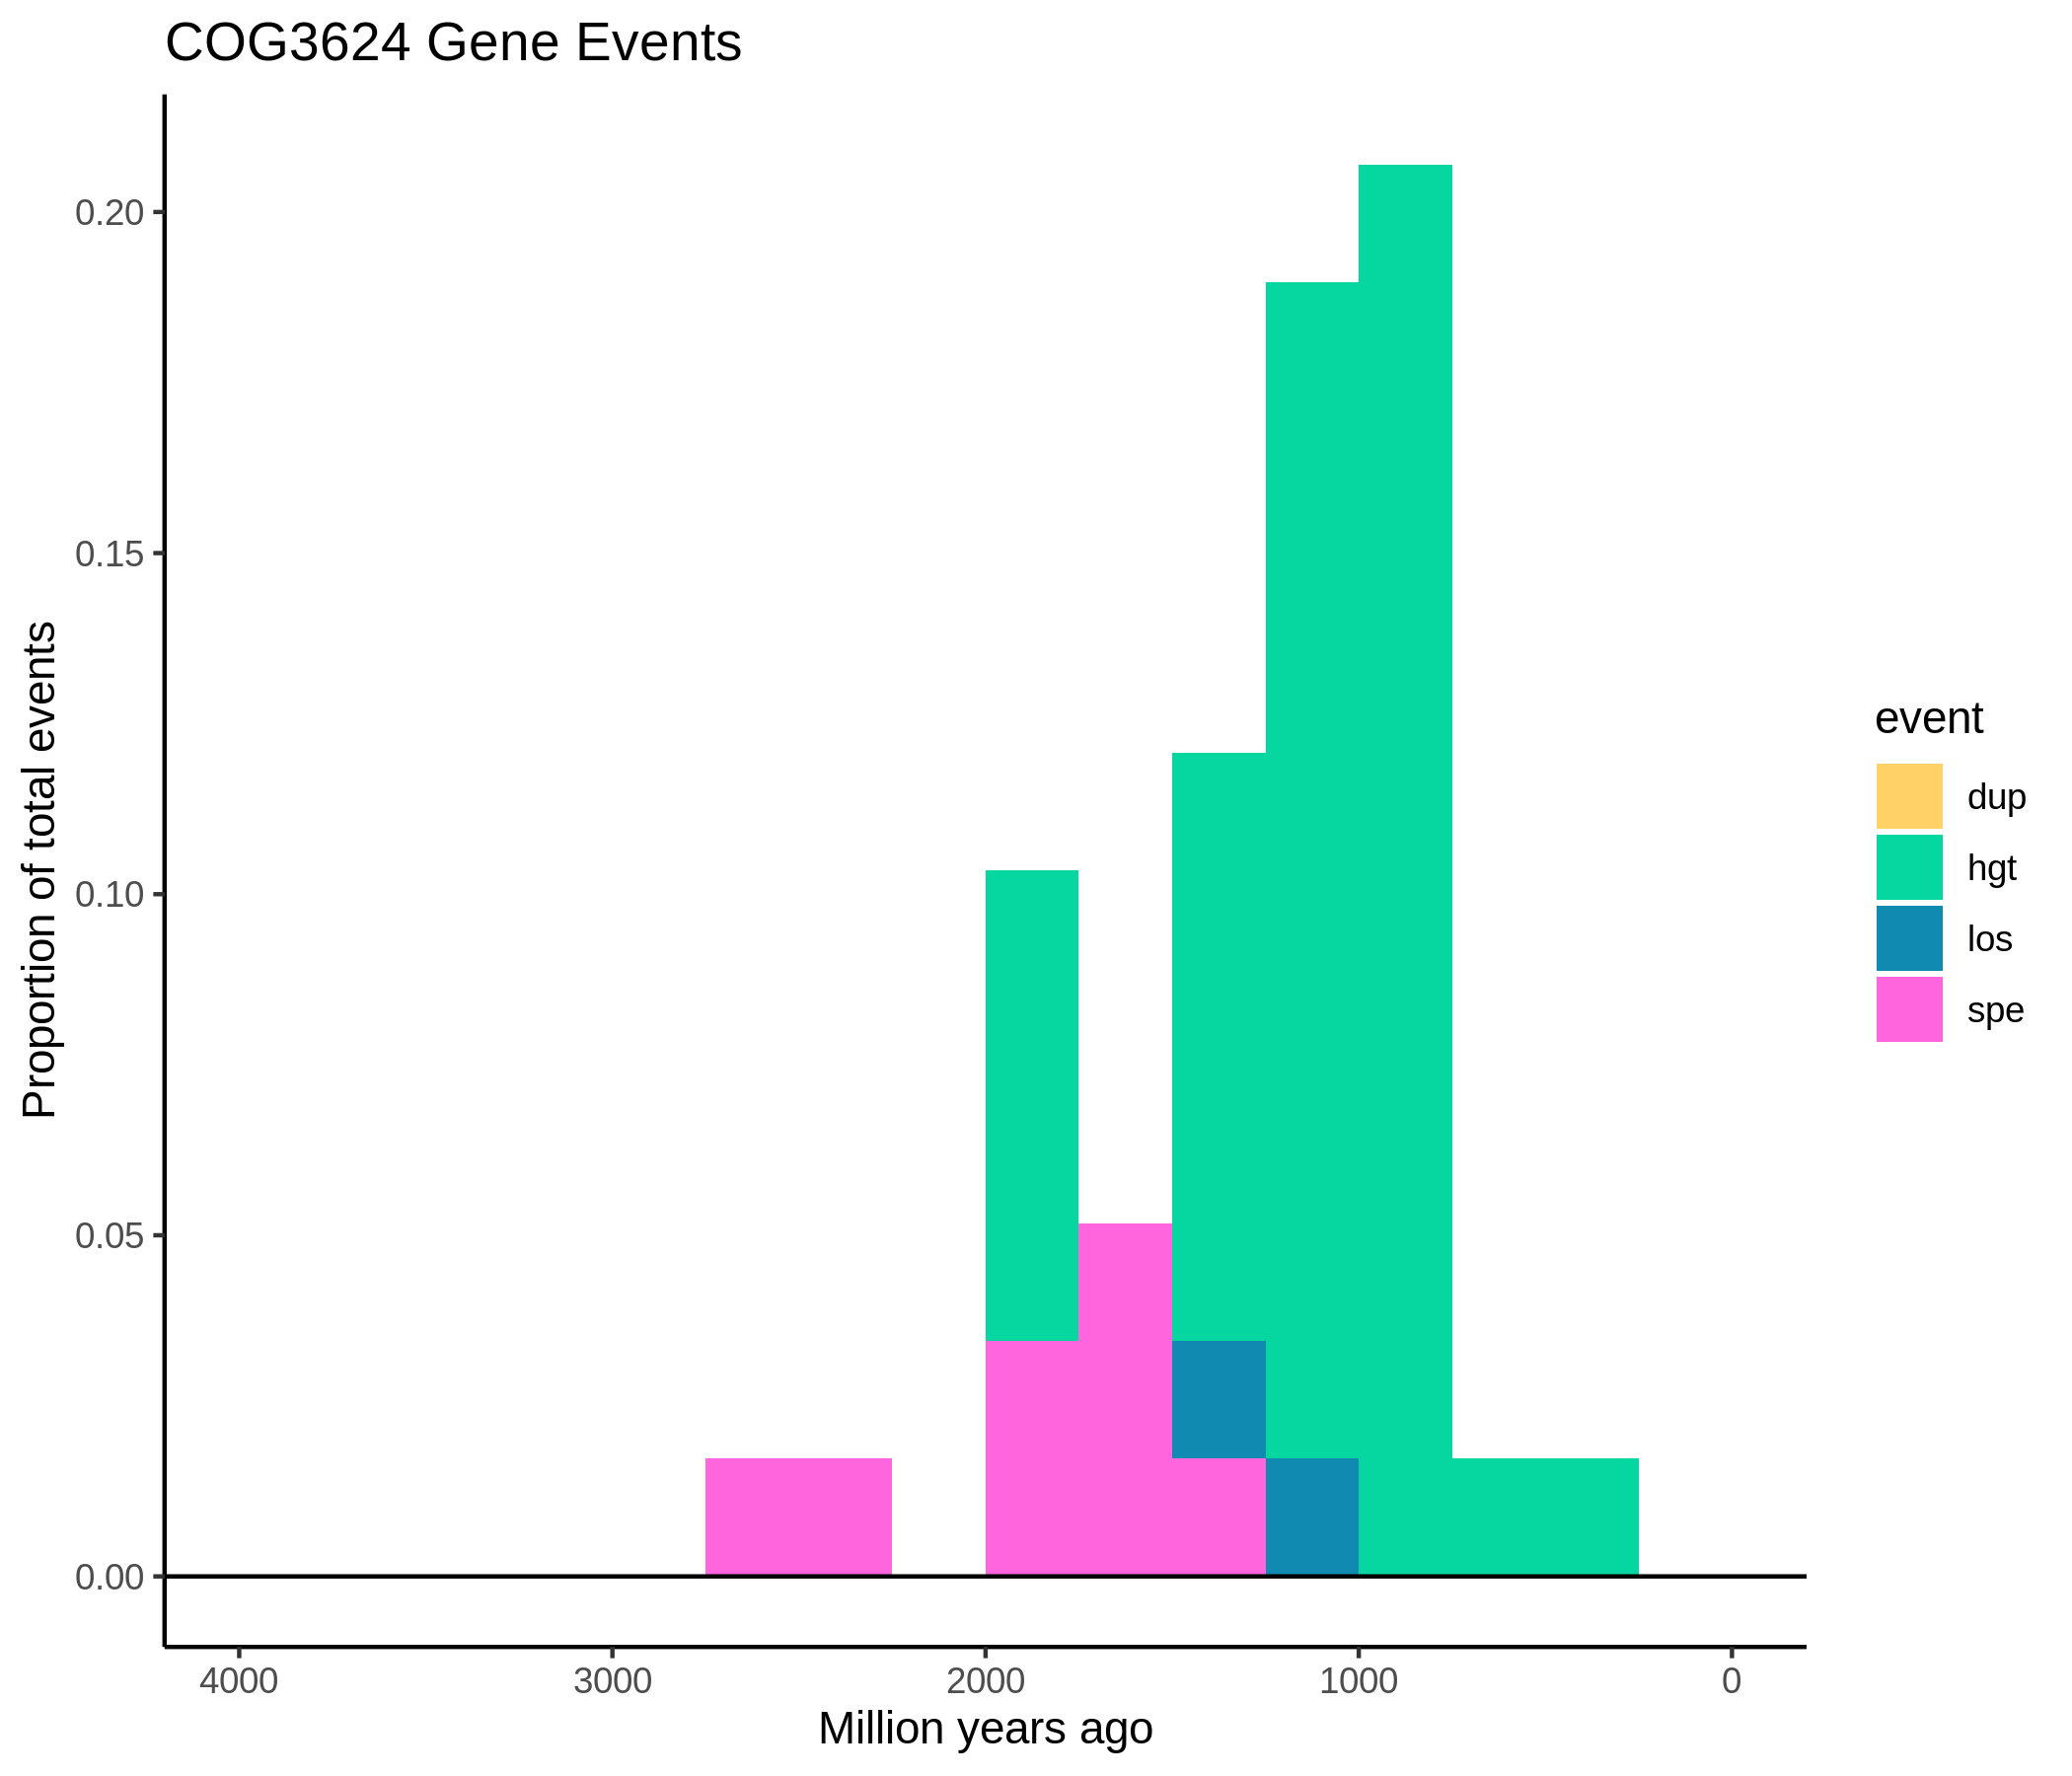 COG3624 Gene Events
Proportion of total events
0.20
0.15
0.10
0.05
0.00
4000
3000
2000
1000
0
Million years ago
event
dup
hgt
los
spe